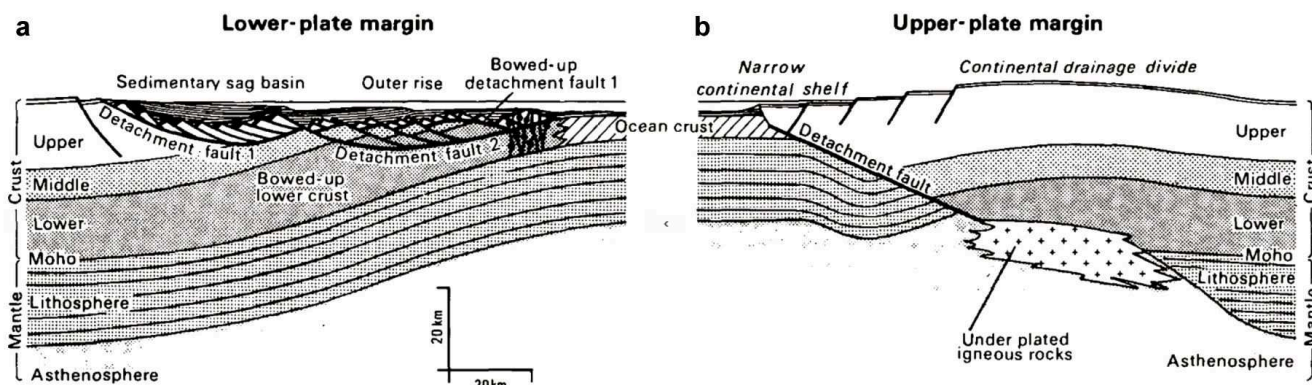 a
Lower-plate margin
Sedimentary sag basin
Outer rise
Bowed-up
detachment fault 1
Detachment fault 1
Detachment fault 2
Bowed-up
lower crust
Ocean crust
Crust
Upper
Middle
Lower
Moho
Mantle
Lithosphere
Asthenosphere
20 km
20km
b
Upper-plate margin
Narrow
continental shelf
Continental drainage divide
Detachment fault
Upper
Middle
Lower
Moho
Lithosphere
Crust
Mantle
Under plated
igneous rocks
Asthenosphere